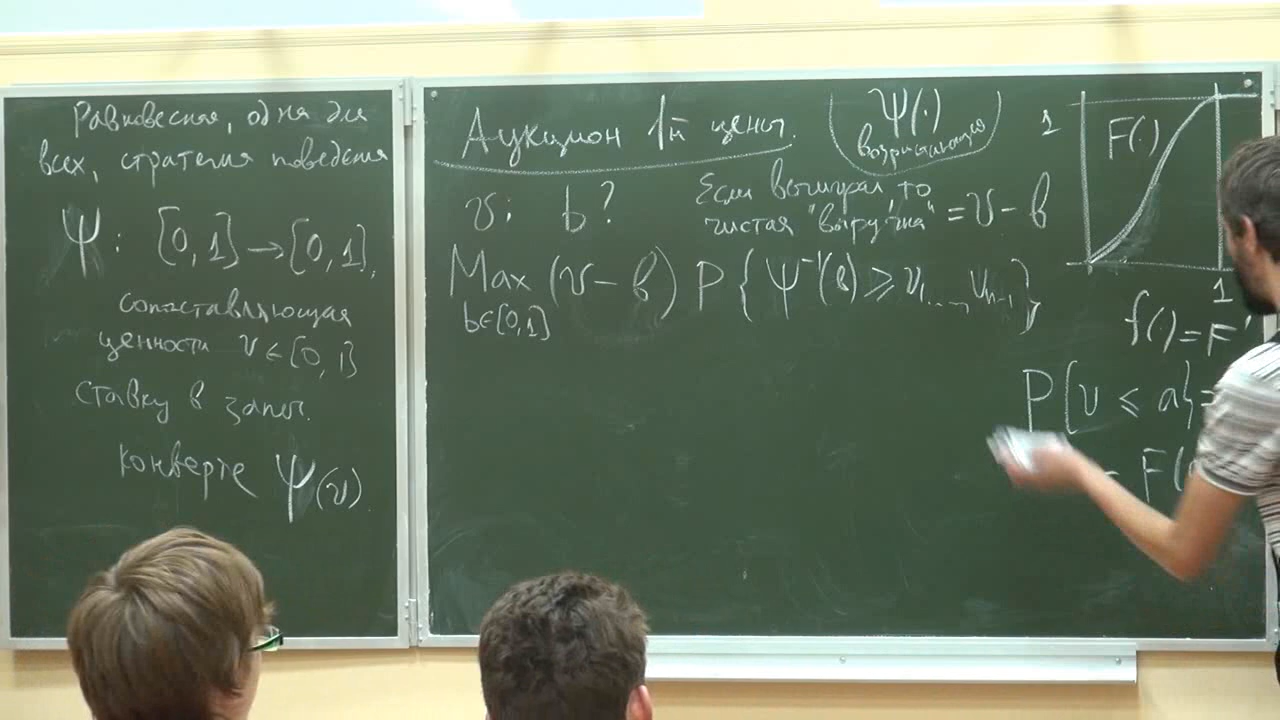 Равновесная, одна для
всех, стратегия поведения
Ψ : [0,1] → [0,1],
сопоставляющая
ценности v ∈ [0,1]
ставку в запеч.
конверте Ψ(v)
Аукцион 1й цены.
Ψ(·)
возрастающая
v; b?
Если выиграл, то
чистая "выручка" = v − b
Max (v − b) P { Ψ⁻¹(b) ≥ v₁, ..., vₙ₋₁ }
b∈[0,1]
1
F(·)
1
f(·) = F'
P{v ≤ a} =
= F(